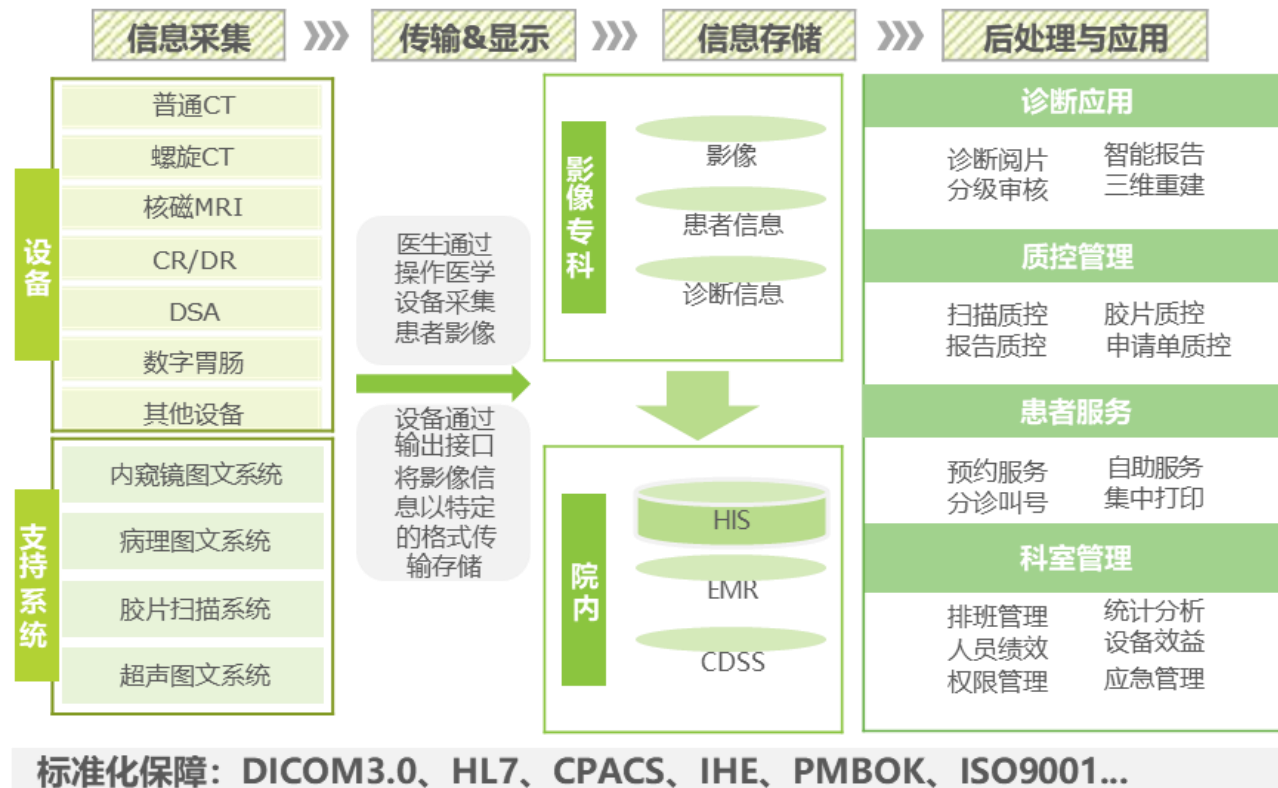 信息采集
传输&显示
信息存储
后处理与应用
设备
普通CT
螺旋CT
核磁MRI
CR/DR
DSA
数字胃肠
其他设备
支持系统
内窥镜图文系统
病理图文系统
胶片扫描系统
超声图文系统
医生通过
操作医学
设备采集
患者影像
设备通过
输出接口
将影像信
息以特定
的格式传
输存储
影像专科
影像
患者信息
诊断信息
院内
HIS
EMR
CDSS
诊断应用
诊断阅片
分级审核
智能报告
三维重建
质控管理
扫描质控
报告质控
胶片质控
申请单质控
患者服务
预约服务
分诊叫号
自助服务
集中打印
科室管理
排班管理
人员绩效
权限管理
统计分析
设备效益
应急管理
标准化保障：DICOM3.0、HL7、CPACS、IHE、PMBOK、ISO9001...